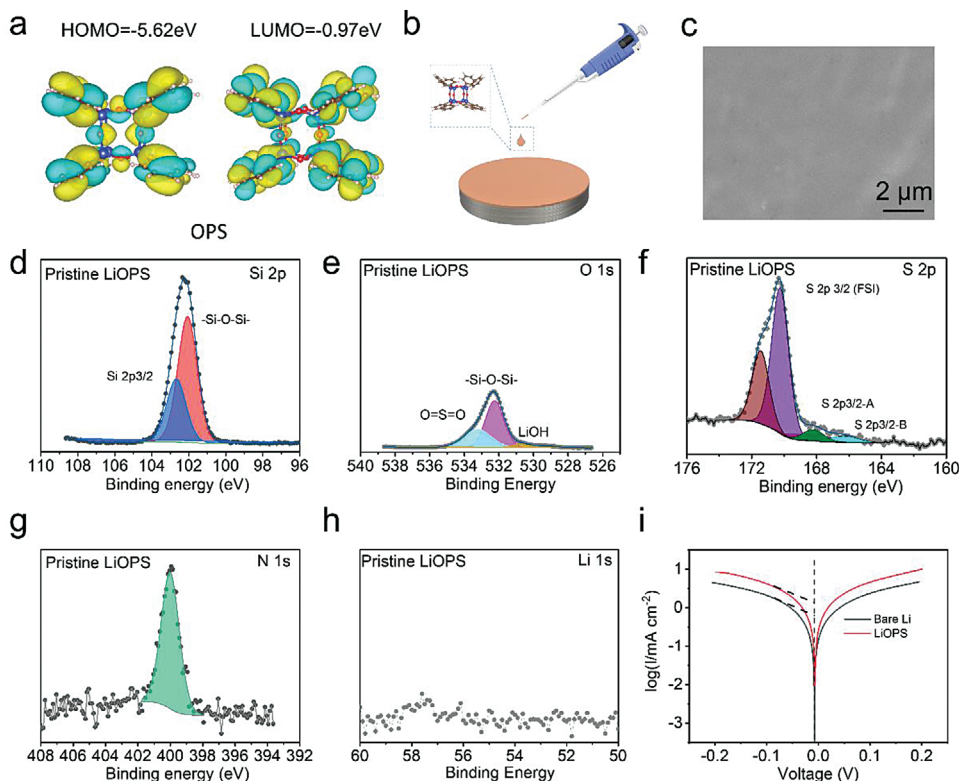 a
HOMO=-5.62eV
LUMO=-0.97eV
OPS
b
c
2 μm
d
Pristine LiOPS
Si 2p
-Si-O-Si-
Si 2p3/2
110 108 106 104 102 100 98 96
Binding energy (eV)
e
Pristine LiOPS
O 1s
-Si-O-Si-
O=S=O
LiOH
540 538 536 534 532 530 528 526 524
Binding Energy
f
Pristine LiOPS
S 2p
S 2p 3/2 (FSI)
S 2p3/2-A
S 2p3/2-B
176 172 168 164 160
Binding energy (eV)
g
Pristine LiOPS
N 1s
408 406 404 402 400 398 396 394 392
Binding energy (eV)
h
Pristine LiOPS
Li 1s
60 58 56 54 52 50
Binding Energy
i
log(I/mA cm-2)
1
0
-1
-2
-3
Bare Li
LiOPS
-0.2 -0.1 0.0 0.1 0.2
Voltage (V)